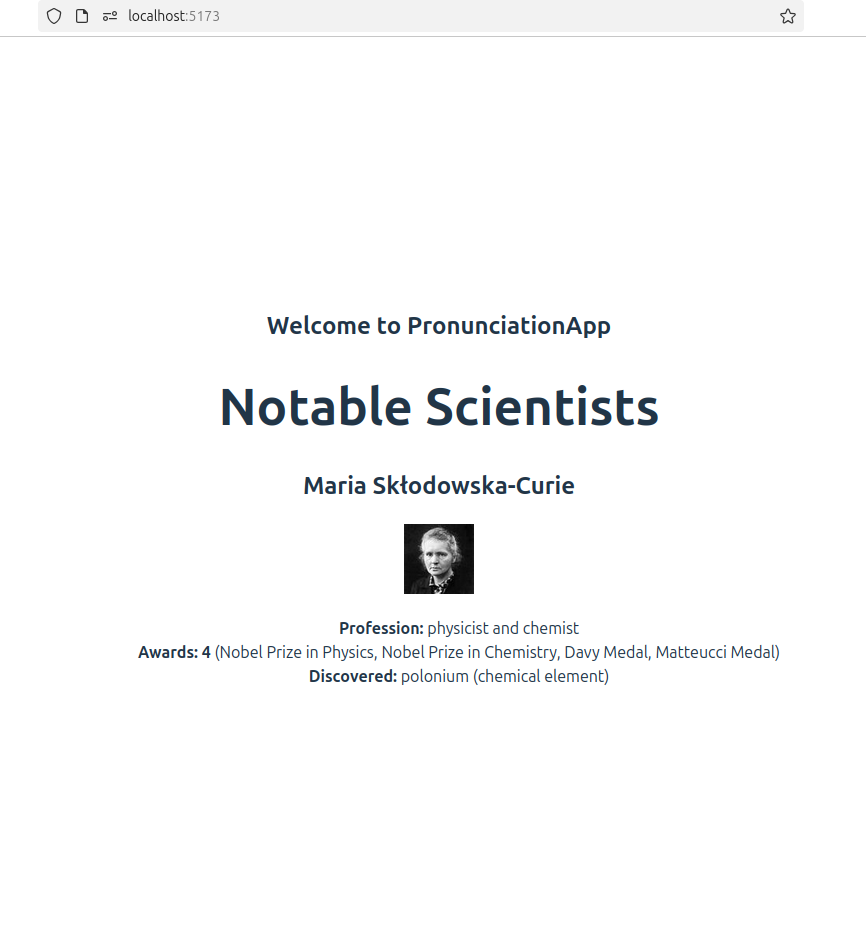 localhost:5173
Welcome to PronunciationApp
Notable Scientists
Maria Skłodowska-Curie
Profession: physicist and chemist
Awards: 4 (Nobel Prize in Physics, Nobel Prize in Chemistry, Davy Medal, Matteucci Medal)
Discovered: polonium (chemical element)